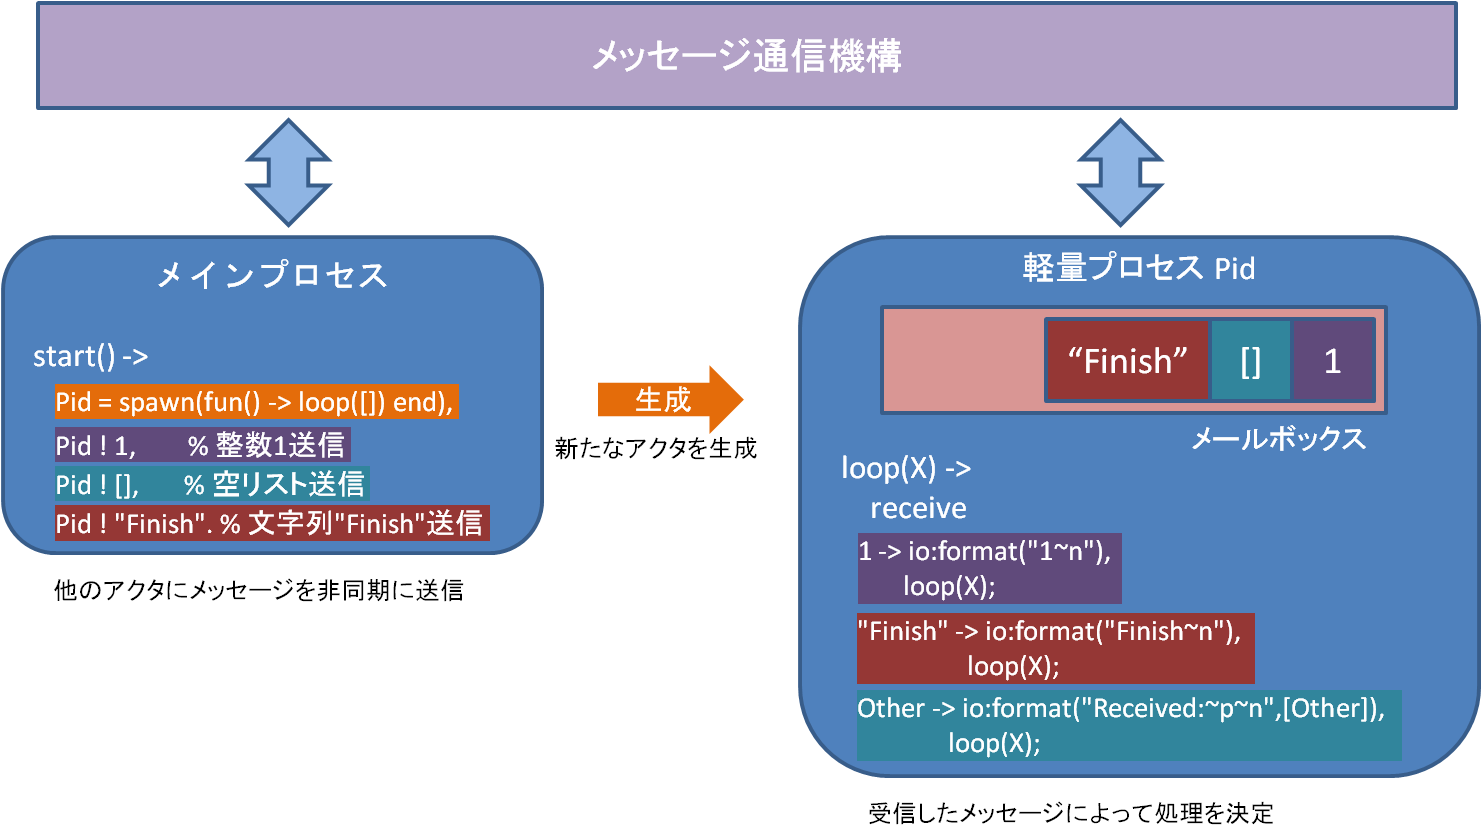 メッセージ通信機構
メインプロセス
start() ->
Pid = spawn(fun() -> loop([]) end),
Pid ! 1, % 整数1送信
Pid ! [], % 空リスト送信
Pid ! "Finish". % 文字列"Finish"送信
他のアクタにメッセージを非同期に送信
生成
新たなアクタを生成
軽量プロセス Pid
“Finish” [] 1
メールボックス
loop(X) ->
receive
1 -> io:format("1~n"),
loop(X);
"Finish" -> io:format("Finish~n"),
loop(X);
Other -> io:format("Received:~p~n",[Other]),
loop(X);
受信したメッセージによって処理を決定